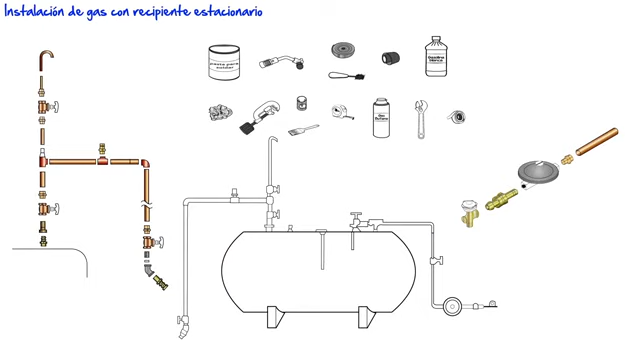 Instalación de gas con recipiente estacionario
pasta para
soldar
Gasolina
blanca
Gas
Butano